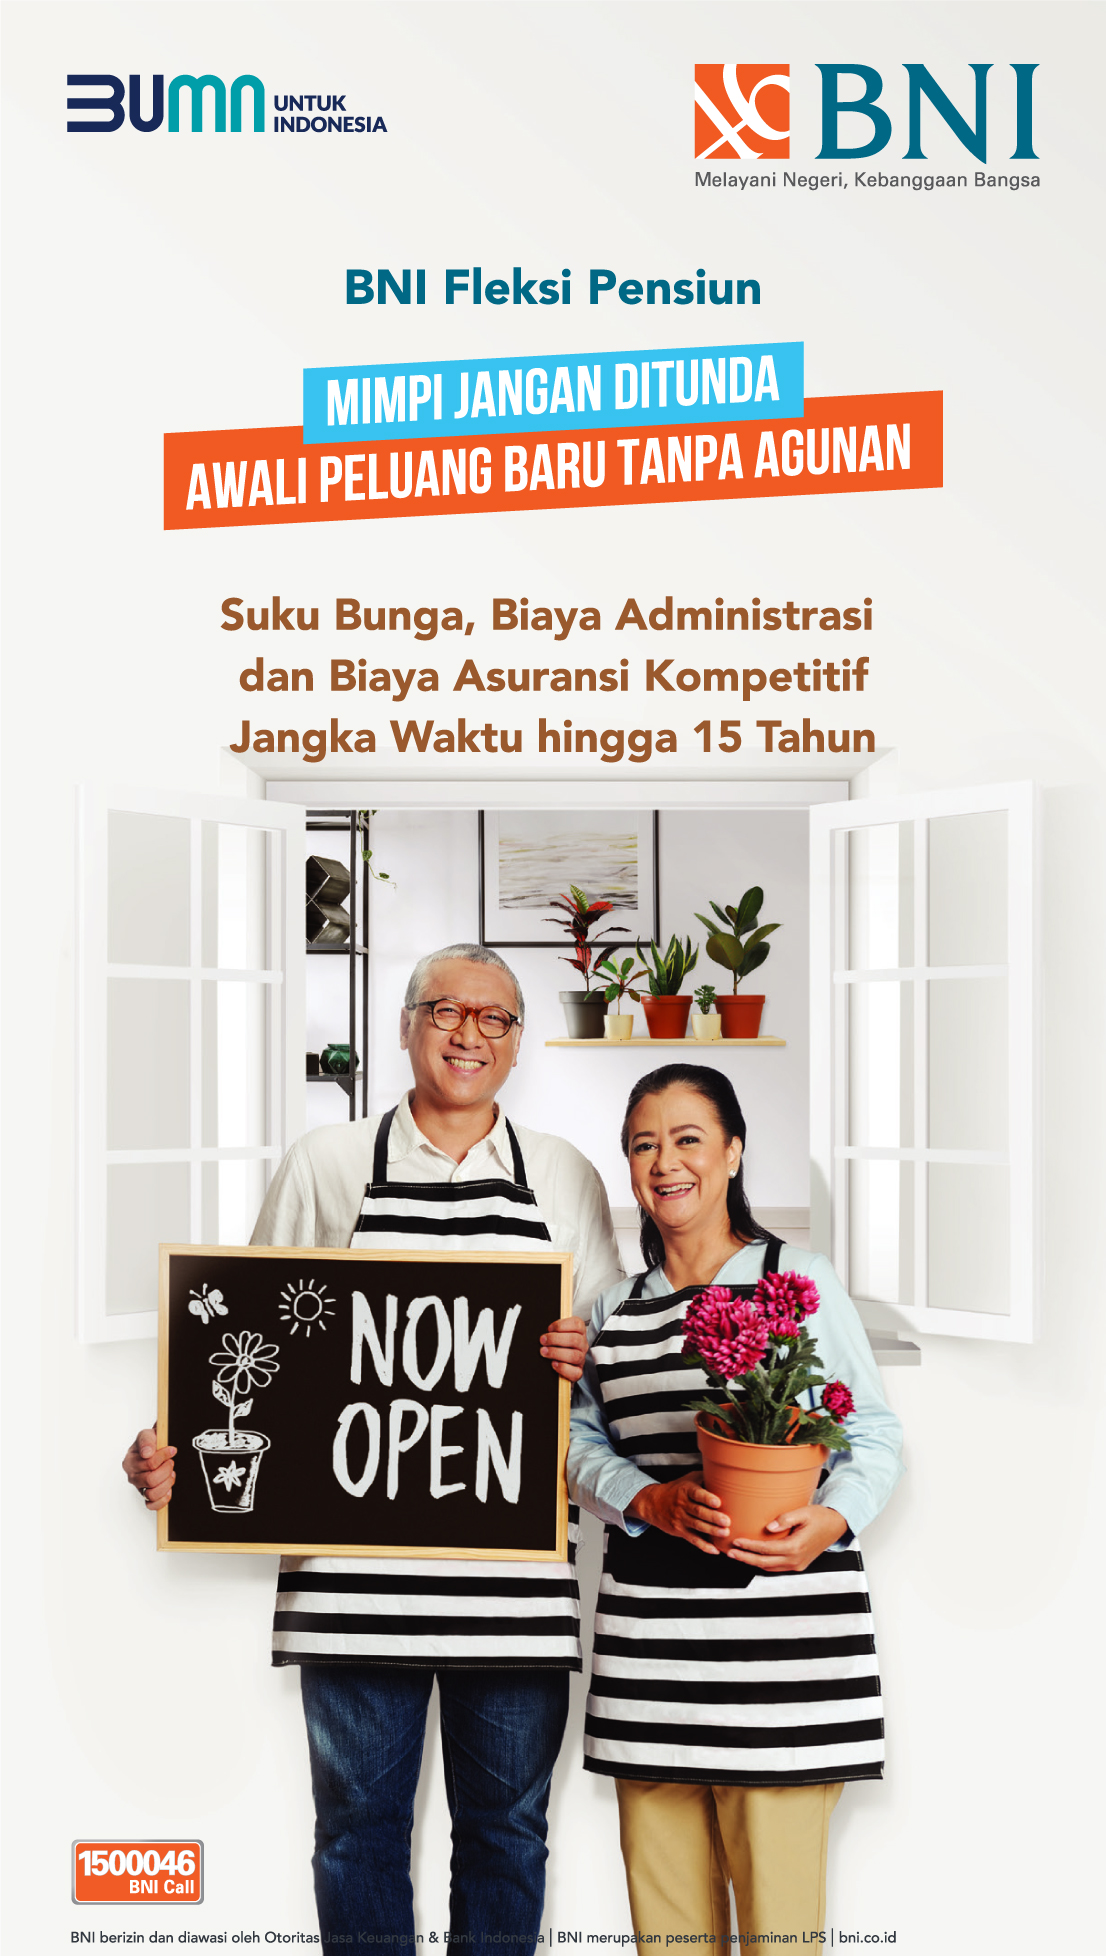 BUMN UNTUK
INDONESIA
BNI
Melayani Negeri, Kebanggaan Bangsa
BNI Fleksi Pensiun
MIMPI JANGAN DITUNDA
AWALI PELUANG BARU TANPA AGUNAN
Suku Bunga, Biaya Administrasi
dan Biaya Asuransi Kompetitif
Jangka Waktu hingga 15 Tahun
NOW
OPEN
1500046
BNI Call
BNI berizin dan diawasi oleh Otoritas Jasa Keuangan & Bank Indonesia | BNI merupakan peserta penjaminan LPS | bni.co.id